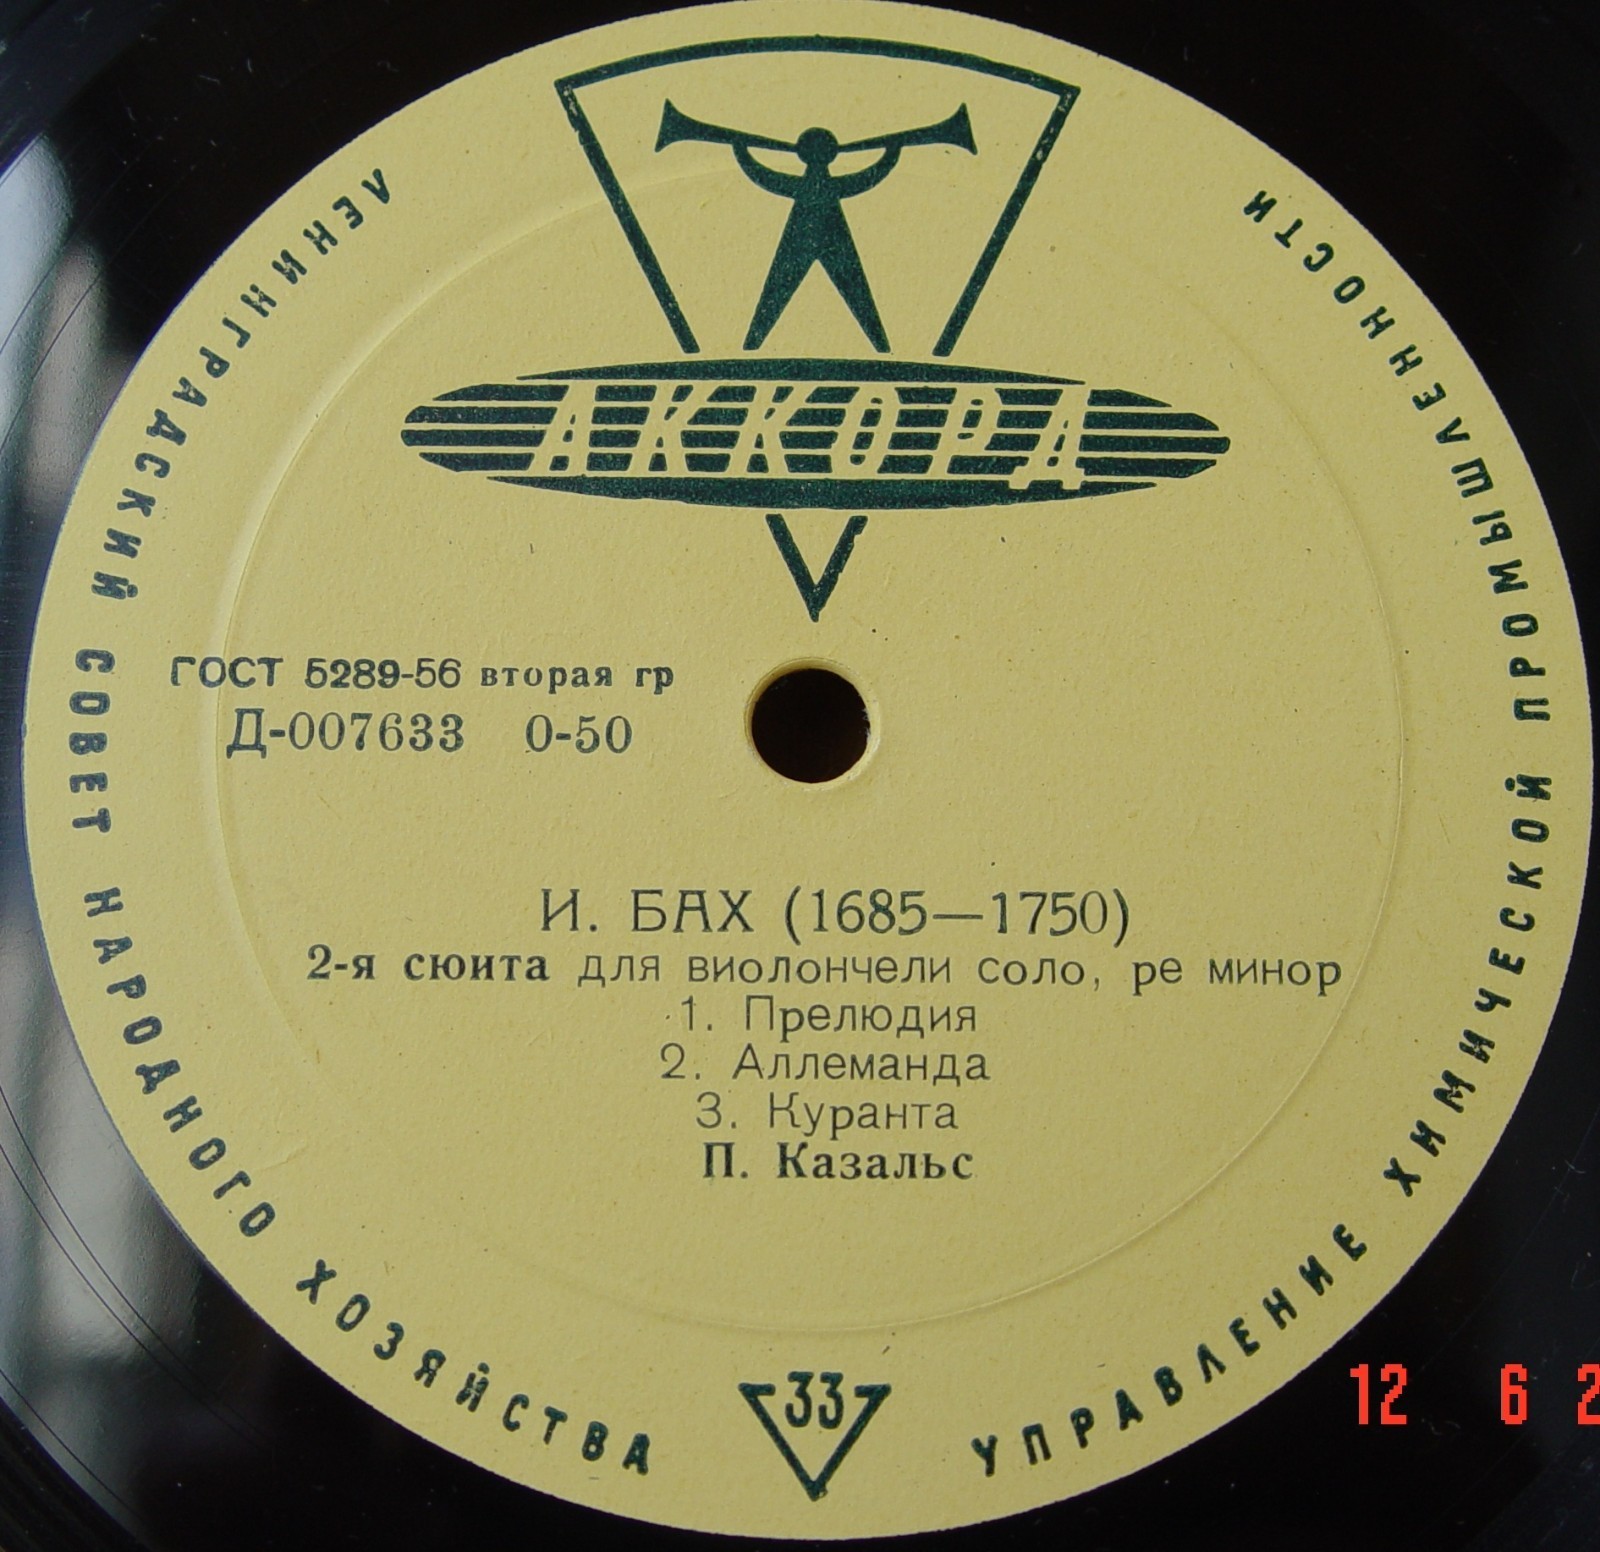 АККОРД
ЛЕНИНГРАДСКИЙ СОВЕТ НАРОДНОГО ХОЗЯЙСТВА
УПРАВЛЕНИЕ ХИМИЧЕСКОЙ ПРОМЫШЛЕННОСТИ
ГОСТ 5289-56 вторая гр
Д-007633 0-50
И. БАХ (1685—1750)
2-я сюита для виолончели соло, ре минор
1. Прелюдия
2. Аллеманда
3. Куранта
П. Казальс
33
12 6 2